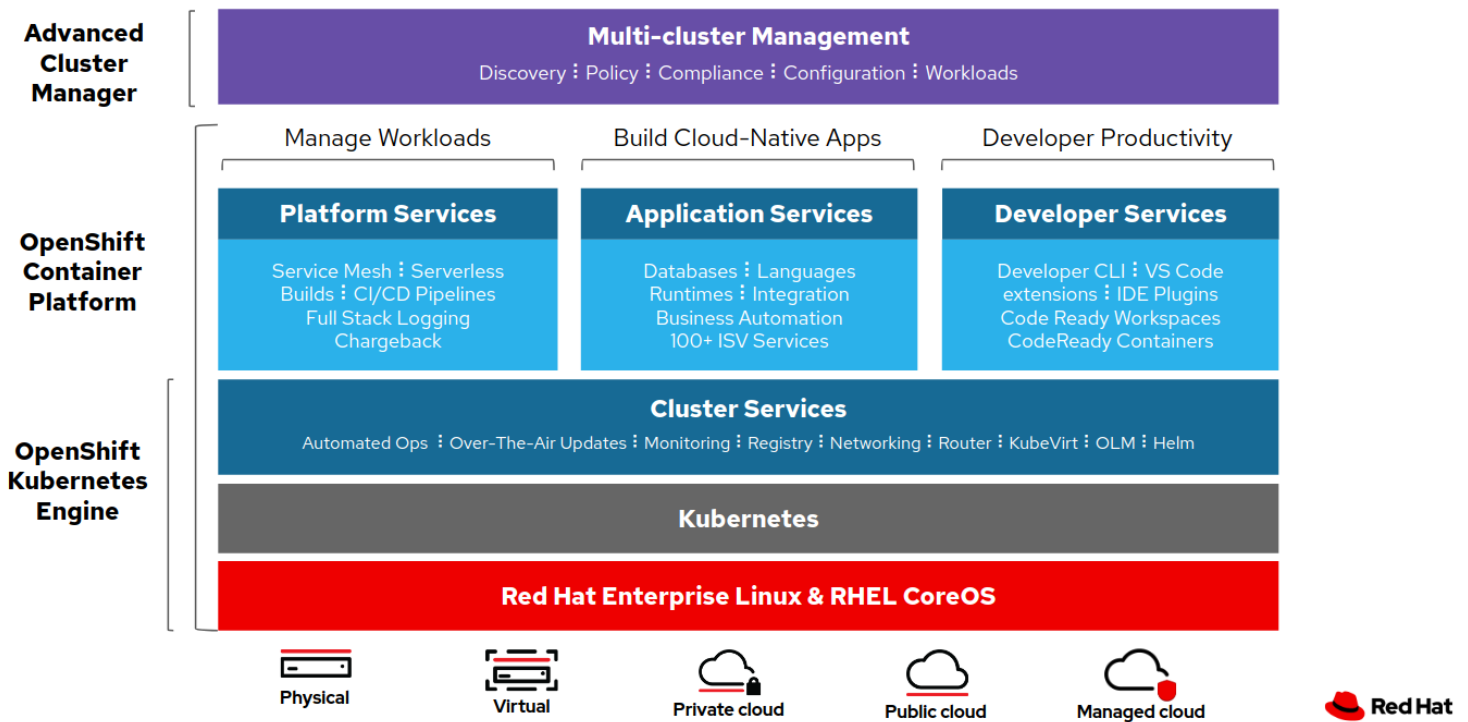 Advanced
Cluster
Manager
Multi-cluster Management
Discovery ⋮ Policy ⋮ Compliance ⋮ Configuration ⋮ Workloads
Manage Workloads
Build Cloud-Native Apps
Developer Productivity
OpenShift
Container
Platform
Platform Services
Service Mesh ⋮ Serverless
Builds ⋮ CI/CD Pipelines
Full Stack Logging
Chargeback
Application Services
Databases ⋮ Languages
Runtimes ⋮ Integration
Business Automation
100+ ISV Services
Developer Services
Developer CLI ⋮ VS Code
extensions ⋮ IDE Plugins
Code Ready Workspaces
CodeReady Containers
OpenShift
Kubernetes
Engine
Cluster Services
Automated Ops ⋮ Over-The-Air Updates ⋮ Monitoring ⋮ Registry ⋮ Networking ⋮ Router ⋮ KubeVirt ⋮ OLM ⋮ Helm
Kubernetes
Red Hat Enterprise Linux & RHEL CoreOS
Physical
Virtual
Private cloud
Public cloud
Managed cloud
Red Hat